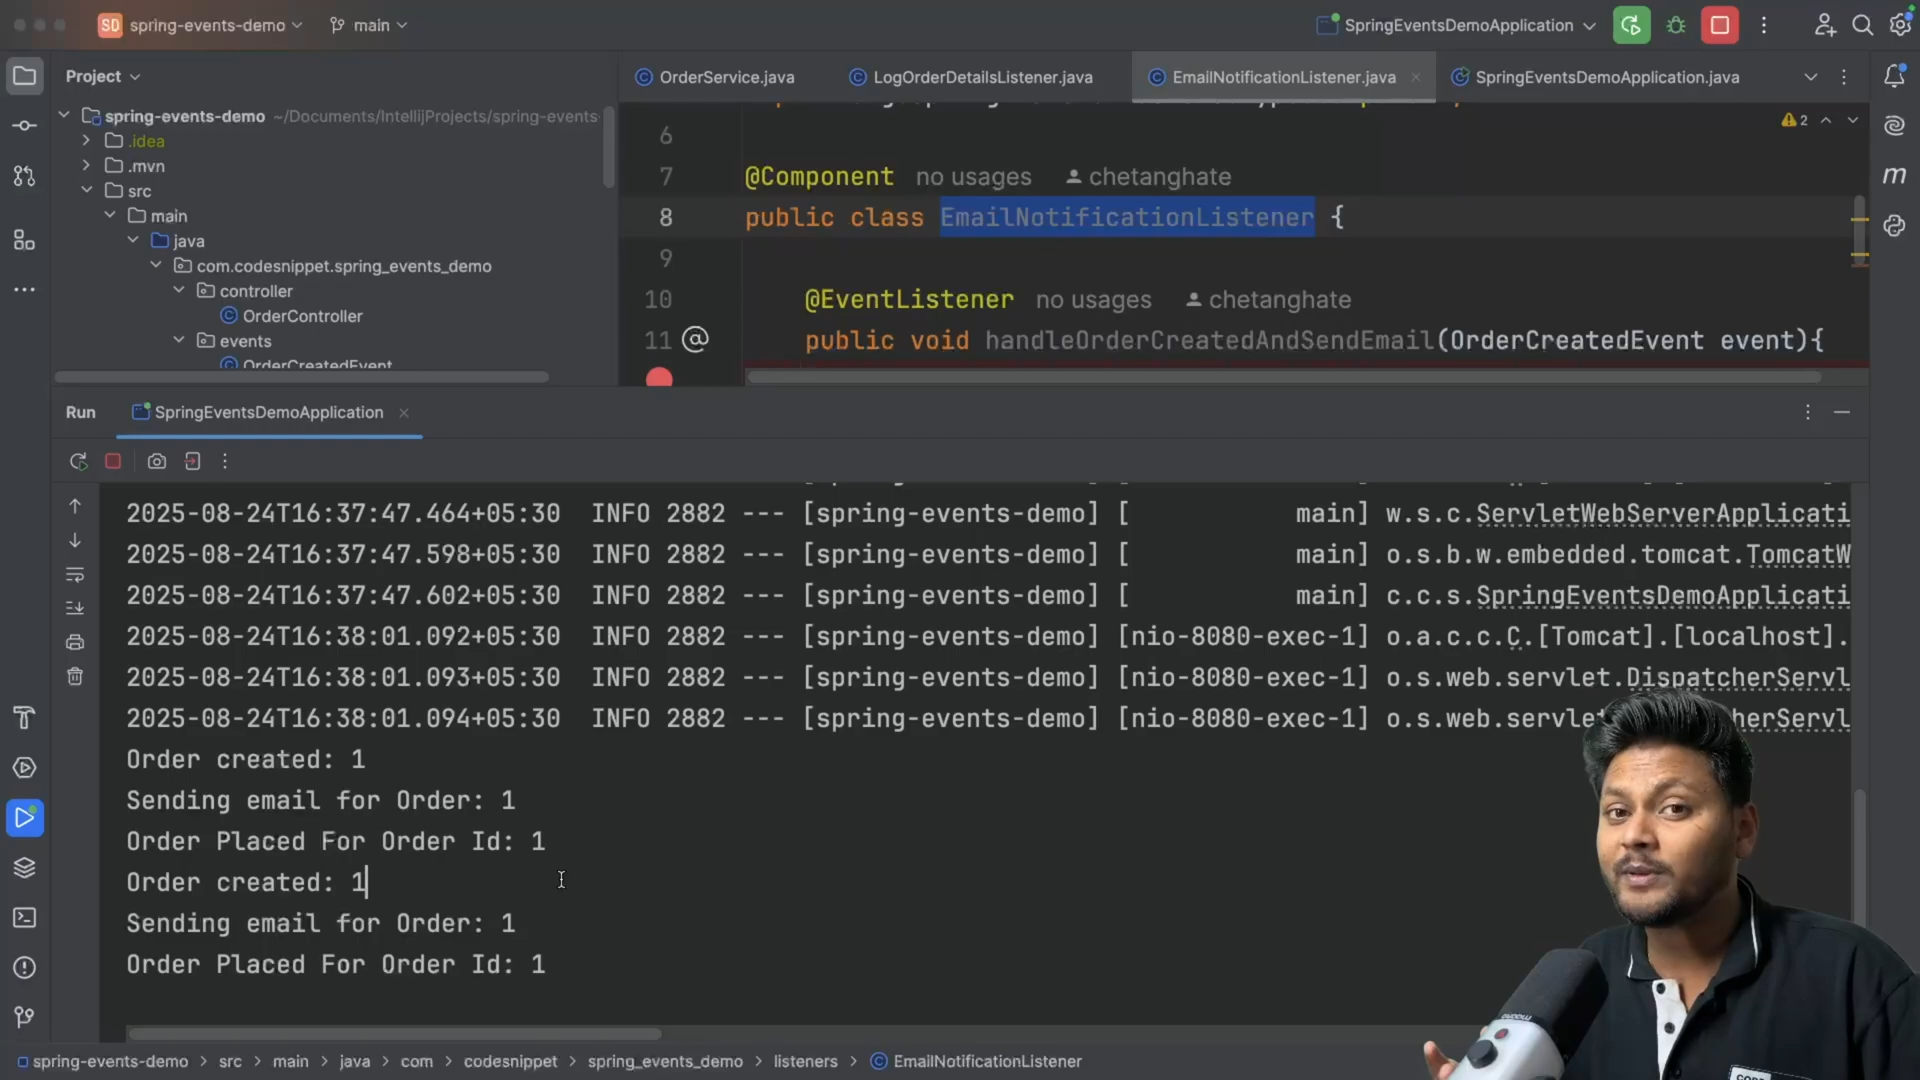 SD spring-events-demo main SpringEventsDemoApplication
Project
OrderService.java LogOrderDetailsListener.java EmailNotificationListener.java SpringEventsDemoApplication.java
spring-events-demo ~/Documents/IntellijProjects/spring-events
.idea
.mvn
src
main
java
com.codesnippet.spring_events_demo
controller
OrderController
events
OrderCreatedEvent
2
6
7 @Component no usages chetanghate
8 public class EmailNotificationListener {
9
10 @EventListener no usages chetanghate
11 @ public void handleOrderCreatedAndSendEmail(OrderCreatedEvent event){
Run SpringEventsDemoApplication
2025-08-24T16:37:47.464+05:30 INFO 2882 --- [spring-events-demo] [ main] w.s.c.ServletWebServerApplicati
2025-08-24T16:37:47.598+05:30 INFO 2882 --- [spring-events-demo] [ main] o.s.b.w.embedded.tomcat.TomcatW
2025-08-24T16:37:47.602+05:30 INFO 2882 --- [spring-events-demo] [ main] c.c.s.SpringEventsDemoApplicati
2025-08-24T16:38:01.092+05:30 INFO 2882 --- [spring-events-demo] [nio-8080-exec-1] o.a.c.c.C.[Tomcat].[localhost].
2025-08-24T16:38:01.093+05:30 INFO 2882 --- [spring-events-demo] [nio-8080-exec-1] o.s.web.servlet.DispatcherServl
2025-08-24T16:38:01.094+05:30 INFO 2882 --- [spring-events-demo] [nio-8080-exec-1] o.s.web.servle cherServl
Order created: 1
Sending email for Order: 1
Order Placed For Order Id: 1
Order created: 1
Sending email for Order: 1
Order Placed For Order Id: 1
spring-events-demo > src > main > java > com > codesnippet > spring_events_demo > listeners > EmailNotificationListener